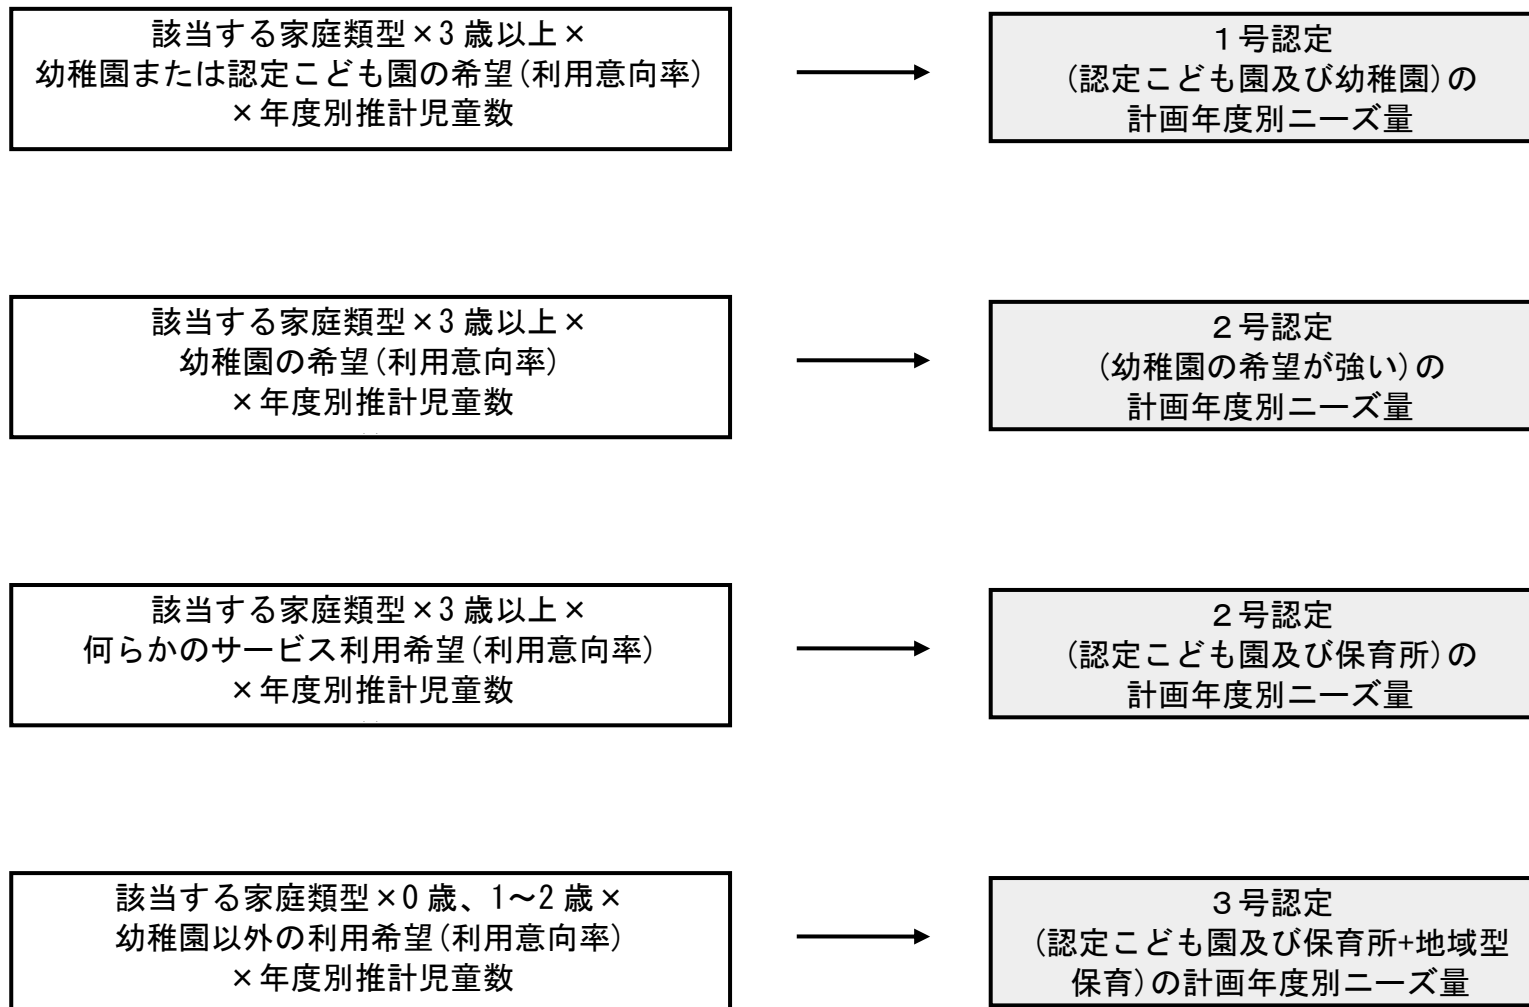 該当する家庭類型×3歳以上×
幼稚園または認定こども園の希望(利用意向率)
×年度別推計児童数
1号認定
(認定こども園及び幼稚園)の
計画年度別ニーズ量
該当する家庭類型×3歳以上×
幼稚園の希望(利用意向率)
×年度別推計児童数
2号認定
(幼稚園の希望が強い)の
計画年度別ニーズ量
該当する家庭類型×3歳以上×
何らかのサービス利用希望(利用意向率)
×年度別推計児童数
2号認定
(認定こども園及び保育所)の
計画年度別ニーズ量
該当する家庭類型×0歳、1~2歳×
幼稚園以外の利用希望(利用意向率)
×年度別推計児童数
3号認定
(認定こども園及び保育所+地域型
保育)の計画年度別ニーズ量